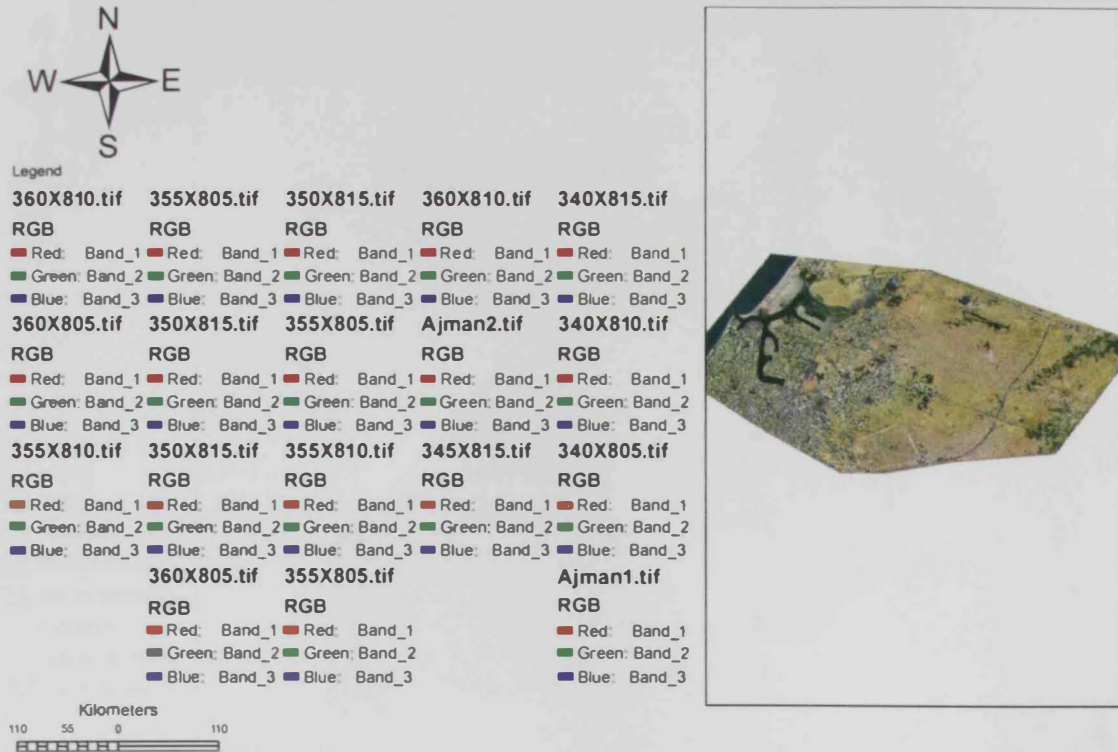 N
W E
S
Legend
360X810.tif 355X805.tif 350X815.tif 360X810.tif 340X815.tif
RGB RGB RGB RGB RGB
Red: Band_1 Red: Band_1 Red: Band_1 Red: Band_1 Red: Band_1
Green: Band_2 Green: Band_2 Green: Band_2 Green: Band_2 Green: Band_2
Blue: Band_3 Blue: Band_3 Blue: Band_3 Blue: Band_3 Blue: Band_3
360X805.tif 350X815.tif 355X805.tif Ajman2.tif 340X810.tif
RGB RGB RGB RGB RGB
Red: Band_1 Red: Band_1 Red: Band_1 Red: Band_1 Red: Band_1
Green: Band_2 Green: Band_2 Green: Band_2 Green: Band_2 Green: Band_2
Blue: Band_3 Blue: Band_3 Blue: Band_3 Blue: Band_3 Blue: Band_3
355X810.tif 350X815.tif 355X810.tif 345X815.tif 340X805.tif
RGB RGB RGB RGB RGB
Red: Band_1 Red: Band_1 Red: Band_1 Red: Band_1 Red: Band_1
Green: Band_2 Green: Band_2 Green: Band_2 Green: Band_2 Green: Band_2
Blue: Band_3 Blue: Band_3 Blue: Band_3 Blue: Band_3 Blue: Band_3
360X805.tif 355X805.tif Ajman1.tif
RGB RGB RGB
Red: Band_1 Red: Band_1 Red: Band_1
Green: Band_2 Green: Band_2 Green: Band_2
Blue: Band_3 Blue: Band_3 Blue: Band_3
Kilometers
110 55 0 110